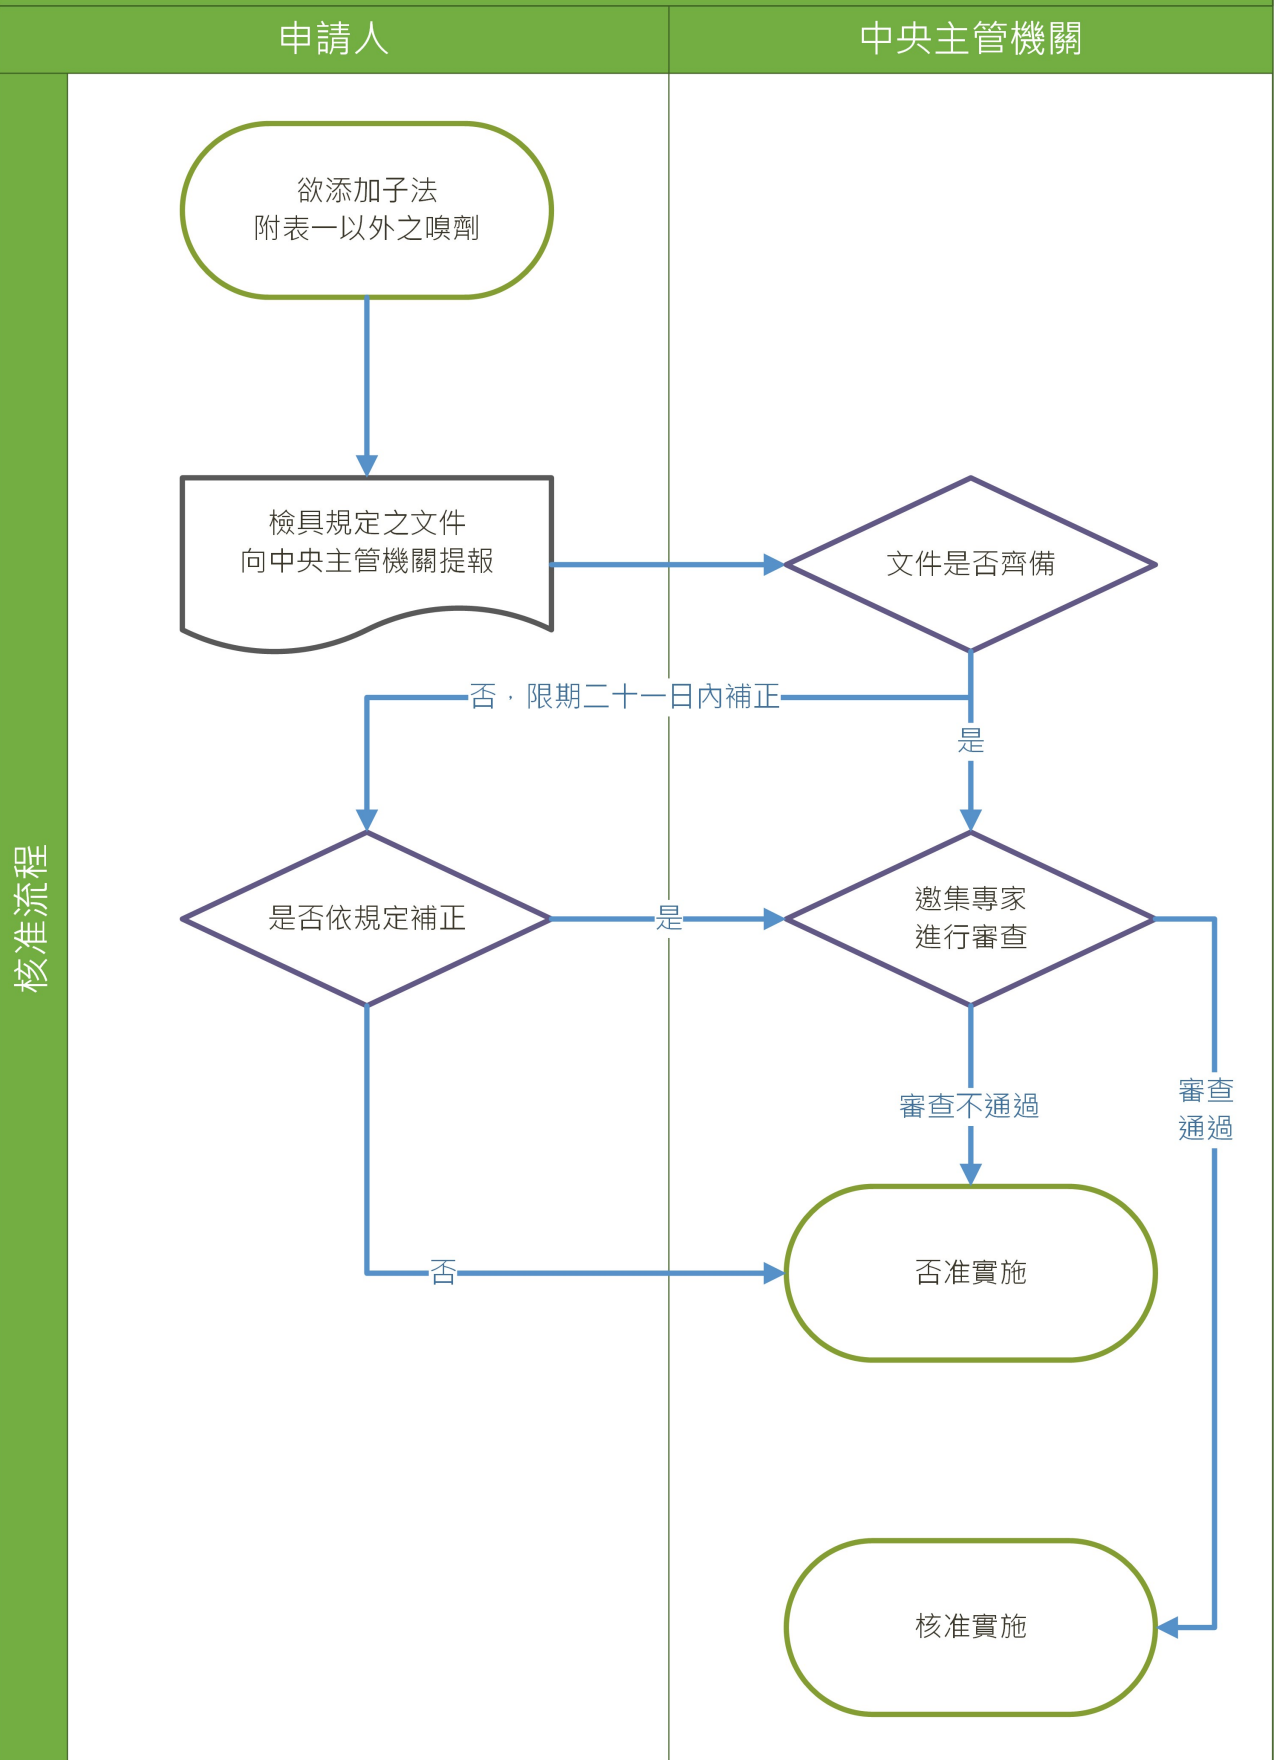 申請人
中央主管機關
核准流程
欲添加子法
附表一以外之嗅劑
檢具規定之文件
向中央主管機關提報
文件是否齊備
否，限期二十一日內補正
是
是否依規定補正
是
邀集專家
進行審查
審查不通過
審查
通過
否
否准實施
核准實施